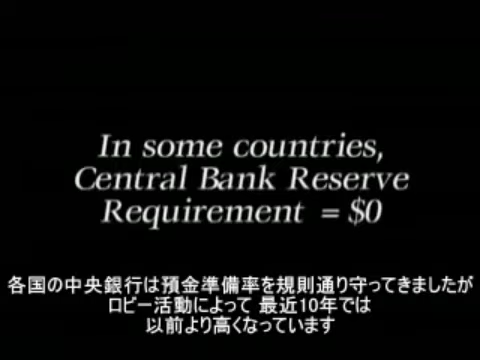 In some countries,
Central Bank Reserve
Requirement = $0
各国の中央銀行は預金準備率を規則通り守ってきましたが
ロビー活動によって 最近10年では
以前より高くなっています